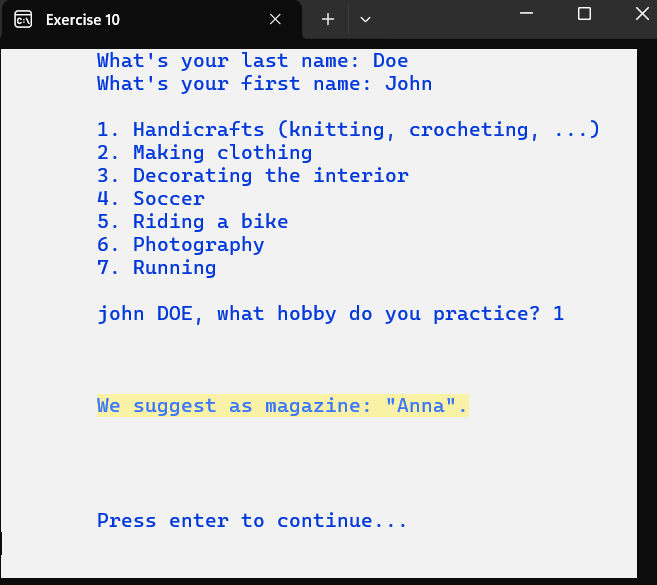 Exercise 10
What's your last name: Doe
What's your first name: John
1. Handicrafts (knitting, crocheting, ...)
2. Making clothing
3. Decorating the interior
4. Soccer
5. Riding a bike
6. Photography
7. Running
john DOE, what hobby do you practice? 1
We suggest as magazine: "Anna".
Press enter to continue...